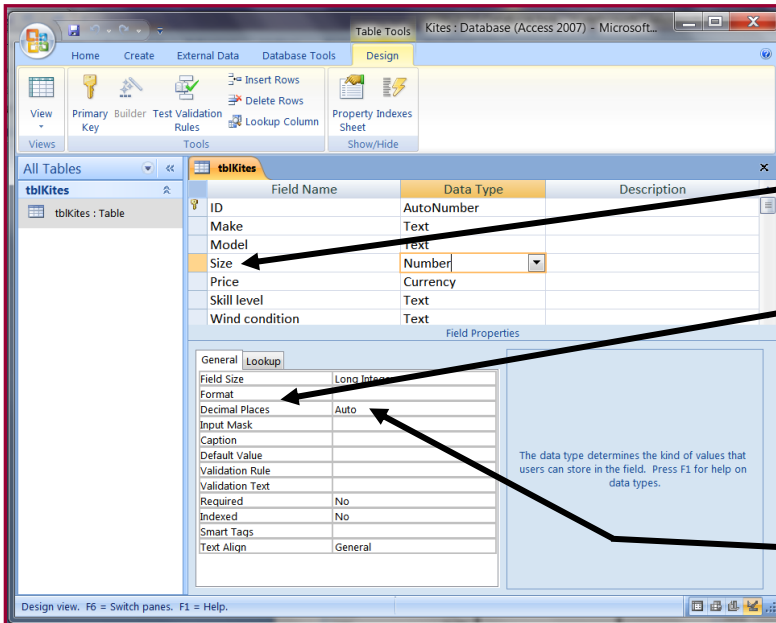 Table Tools
Kites : Database (Access 2007) - Microsoft...
Home Create External Data Database Tools Design
View
Primary Key
Builder
Test Validation Rules
Insert Rows
Delete Rows
Lookup Column
Property Sheet
Indexes
Views Tools Show/Hide
All Tables
tblKites
tblKites : Table
tblKites
Field Name Data Type Description
ID AutoNumber
Make Text
Model Text
Size Number
Price Currency
Skill level Text
Wind condition Text
Field Properties
General Lookup
Field Size Long Integer
Format
Decimal Places Auto
Input Mask
Caption
Default Value
Validation Rule
Validation Text
Required No
Indexed No
Smart Tags
Text Align General
The data type determines the kind of values that
users can store in the field. Press F1 for help on
data types.
Design view. F6 = Switch panes. F1 = Help.